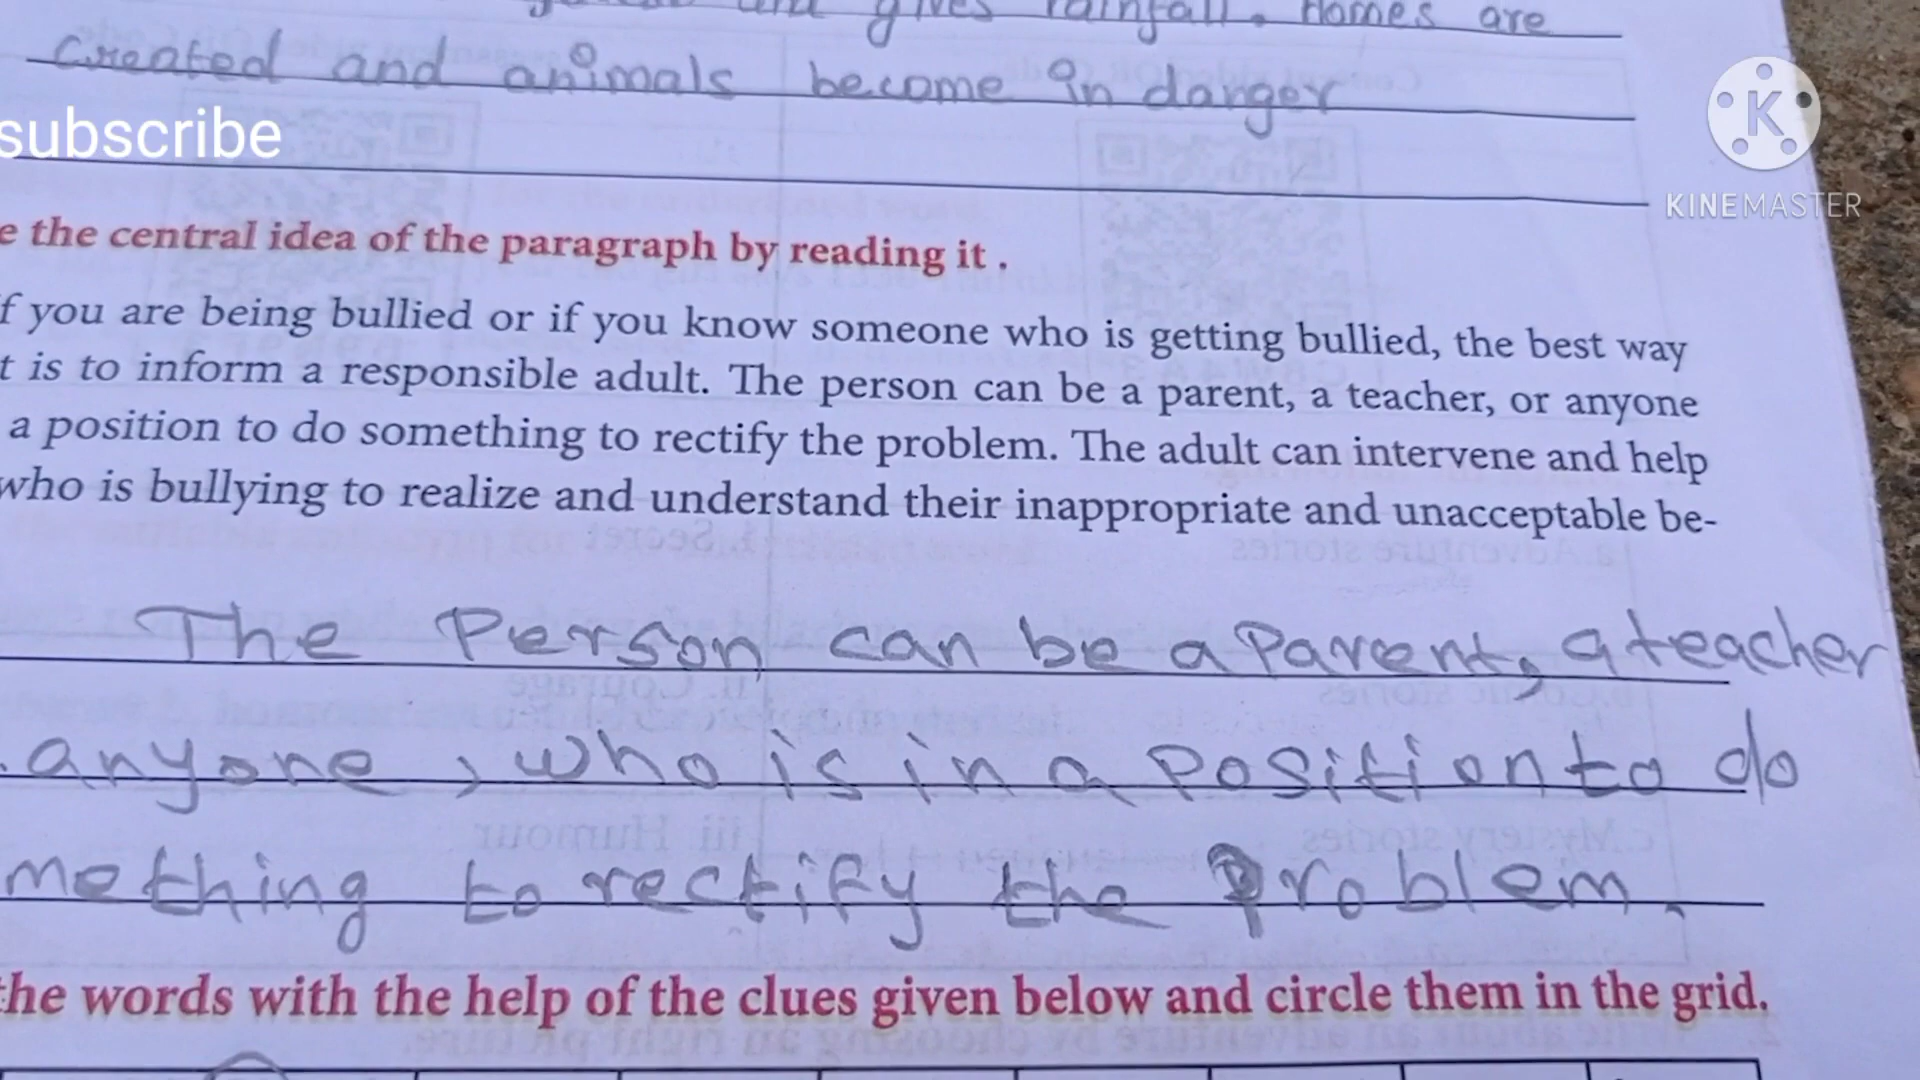 and gives rainfall. Homes are
created and animals become in danger
subscribe
K
KINEMASTER
e the central idea of the paragraph by reading it .
f you are being bullied or if you know someone who is getting bullied, the best way
t is to inform a responsible adult. The person can be a parent, a teacher, or anyone
a position to do something to rectify the problem. The adult can intervene and help
who is bullying to realize and understand their inappropriate and unacceptable be-
The Person can be a Parent, a teacher
anyone, who is in a position to do
mething to rectify the Problem.
the words with the help of the clues given below and circle them in the grid.